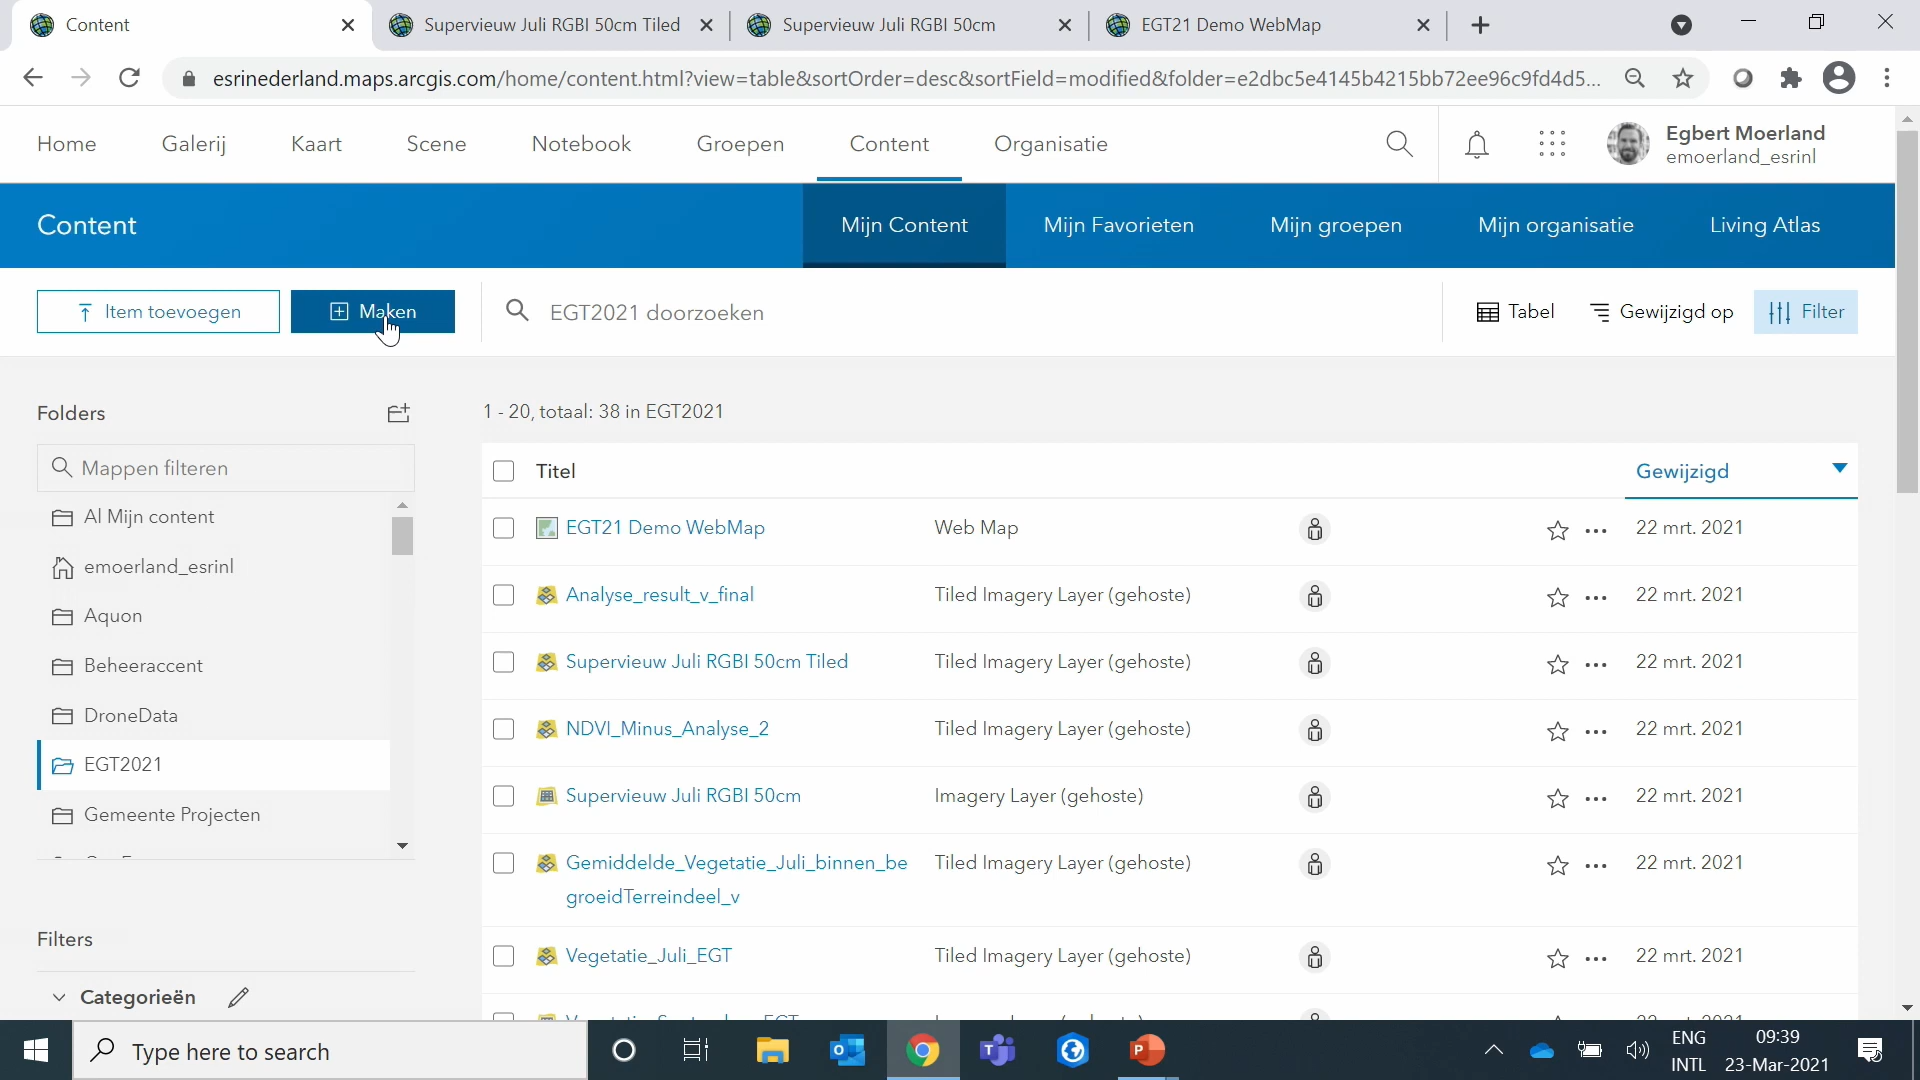 Content
Supervieuw Juli RGBI 50cm Tiled
Supervieuw Juli RGBI 50cm
EGT21 Demo WebMap
esrinederland.maps.arcgis.com/home/content.html?view=table&sortOrder=desc&sortField=modified&folder=e2dbc5e4145b4215bb72ee96c9fd4d5...
Home
Galerij
Kaart
Scene
Notebook
Groepen
Content
Organisatie
Egbert Moerland
emoerland_esrinl
Content
Mijn Content
Mijn Favorieten
Mijn groepen
Mijn organisatie
Living Atlas
Item toevoegen
Maken
EGT2021 doorzoeken
Tabel
Gewijzigd op
Filter
Folders
1 - 20, totaal: 38 in EGT2021
Mappen filteren
Titel
Gewijzigd
Al Mijn content
emoerland_esrinl
Aquon
Beheeraccent
DroneData
EGT2021
Gemeente Projecten
EGT21 Demo WebMap
Web Map
22 mrt. 2021
Analyse_result_v_final
Tiled Imagery Layer (gehoste)
22 mrt. 2021
Supervieuw Juli RGBI 50cm Tiled
Tiled Imagery Layer (gehoste)
22 mrt. 2021
NDVI_Minus_Analyse_2
Tiled Imagery Layer (gehoste)
22 mrt. 2021
Supervieuw Juli RGBI 50cm
Imagery Layer (gehoste)
22 mrt. 2021
Gemiddelde_Vegetatie_Juli_binnen_be
groeidTerreindeel_v
Tiled Imagery Layer (gehoste)
22 mrt. 2021
Vegetatie_Juli_EGT
Tiled Imagery Layer (gehoste)
22 mrt. 2021
Filters
Categorieën
Type here to search
ENG
INTL
09:39
23-Mar-2021